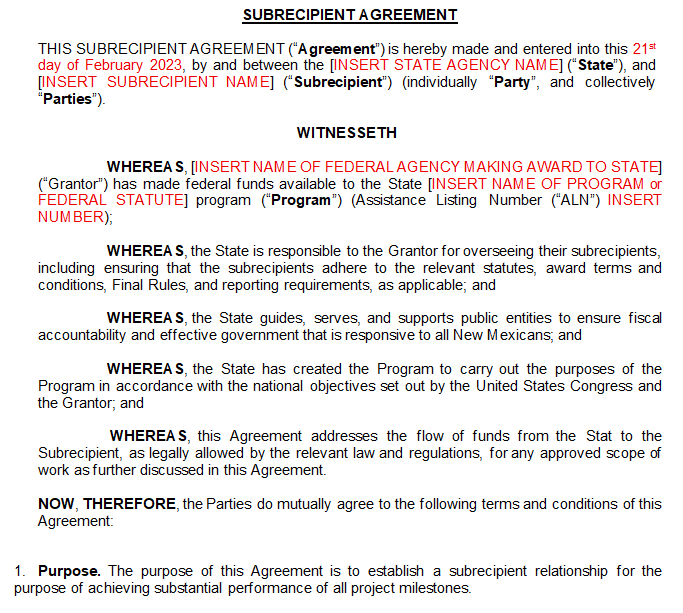 SUBRECIPIENT AGREEMENT
THIS SUBRECIPIENT AGREEMENT (“Agreement”) is hereby made and entered into this 21st
day of February 2023, by and between the [INSERT STATE AGENCY NAME] (“State”), and
[INSERT SUBRECIPIENT NAME] (“Subrecipient”) (individually “Party”, and collectively
“Parties”).
WITNESSETH
WHEREAS, [INSERT NAME OF FEDERAL AGENCY MAKING AWARD TO STATE]
(“Grantor”) has made federal funds available to the State [INSERT NAME OF PROGRAM or
FEDERAL STATUTE] program (“Program”) (Assistance Listing Number (“ALN”) INSERT
NUMBER);
WHEREAS, the State is responsible to the Grantor for overseeing their subrecipients,
including ensuring that the subrecipients adhere to the relevant statutes, award terms and
conditions, Final Rules, and reporting requirements, as applicable; and
WHEREAS, the State guides, serves, and supports public entities to ensure fiscal
accountability and effective government that is responsive to all New Mexicans; and
WHEREAS, the State has created the Program to carry out the purposes of the
Program in accordance with the national objectives set out by the United States Congress and
the Grantor; and
WHEREAS, this Agreement addresses the flow of funds from the Stat to the
Subrecipient, as legally allowed by the relevant law and regulations, for any approved scope of
work as further discussed in this Agreement.
NOW, THEREFORE, the Parties do mutually agree to the following terms and conditions of this
Agreement:
1. Purpose. The purpose of this Agreement is to establish a subrecipient relationship for the
purpose of achieving substantial performance of all project milestones.